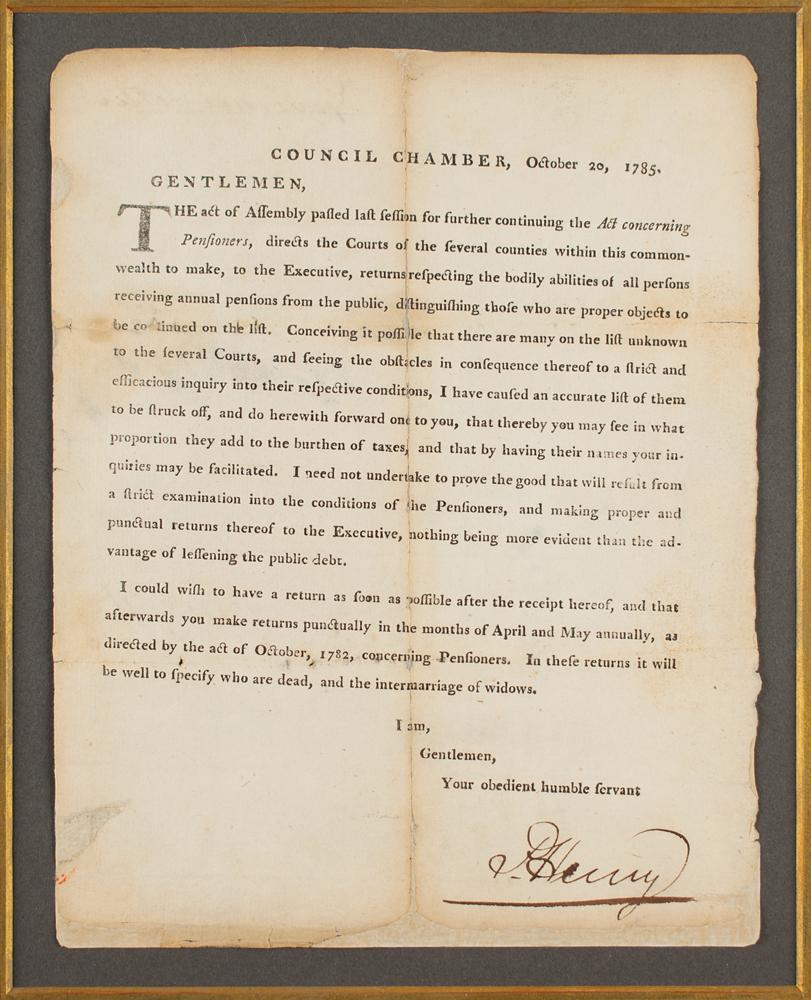 COUNCIL CHAMBER, October 20, 1785.
GENTLEMEN,
THE act of Aſſembly paſſed laſt ſeſſion for further continuing the Act concerning
Penſioners, directs the Courts of the ſeveral counties within this common-
wealth to make, to the Executive, returns reſpecting the bodily abilities of all perſons
receiving annual penſions from the public, diſtinguiſhing thoſe who are proper objects to
be continued on the liſt. Conceiving it poſſible that there are many on the liſt unknown
to the ſeveral Courts, and ſeeing the obſtacles in conſequence thereof to a ſtrict and
efficacious inquiry into their reſpective conditions, I have cauſed an accurate liſt of them
to be ſtruck off, and do herewith forward one to you, that thereby you may ſee in what
proportion they add to the burthen of taxes, and that by having their names your in-
quiries may be facilitated. I need not undertake to prove the good that will reſult from
a ſtrict examination into the conditions of the Penſioners, and making proper and
punctual returns thereof to the Executive, nothing being more evident than the ad-
vantage of leſſening the public debt.
I could wiſh to have a return as ſoon as poſſible after the receipt hereof, and that
afterwards you make returns punctually in the months of April and May annually, as
directed by the act of October, 1782, concerning Penſioners. In theſe returns it will
be well to ſpecify who are dead, and the intermarriage of widows.
I am,
Gentlemen,
Your obedient humble ſervant
P. Henry